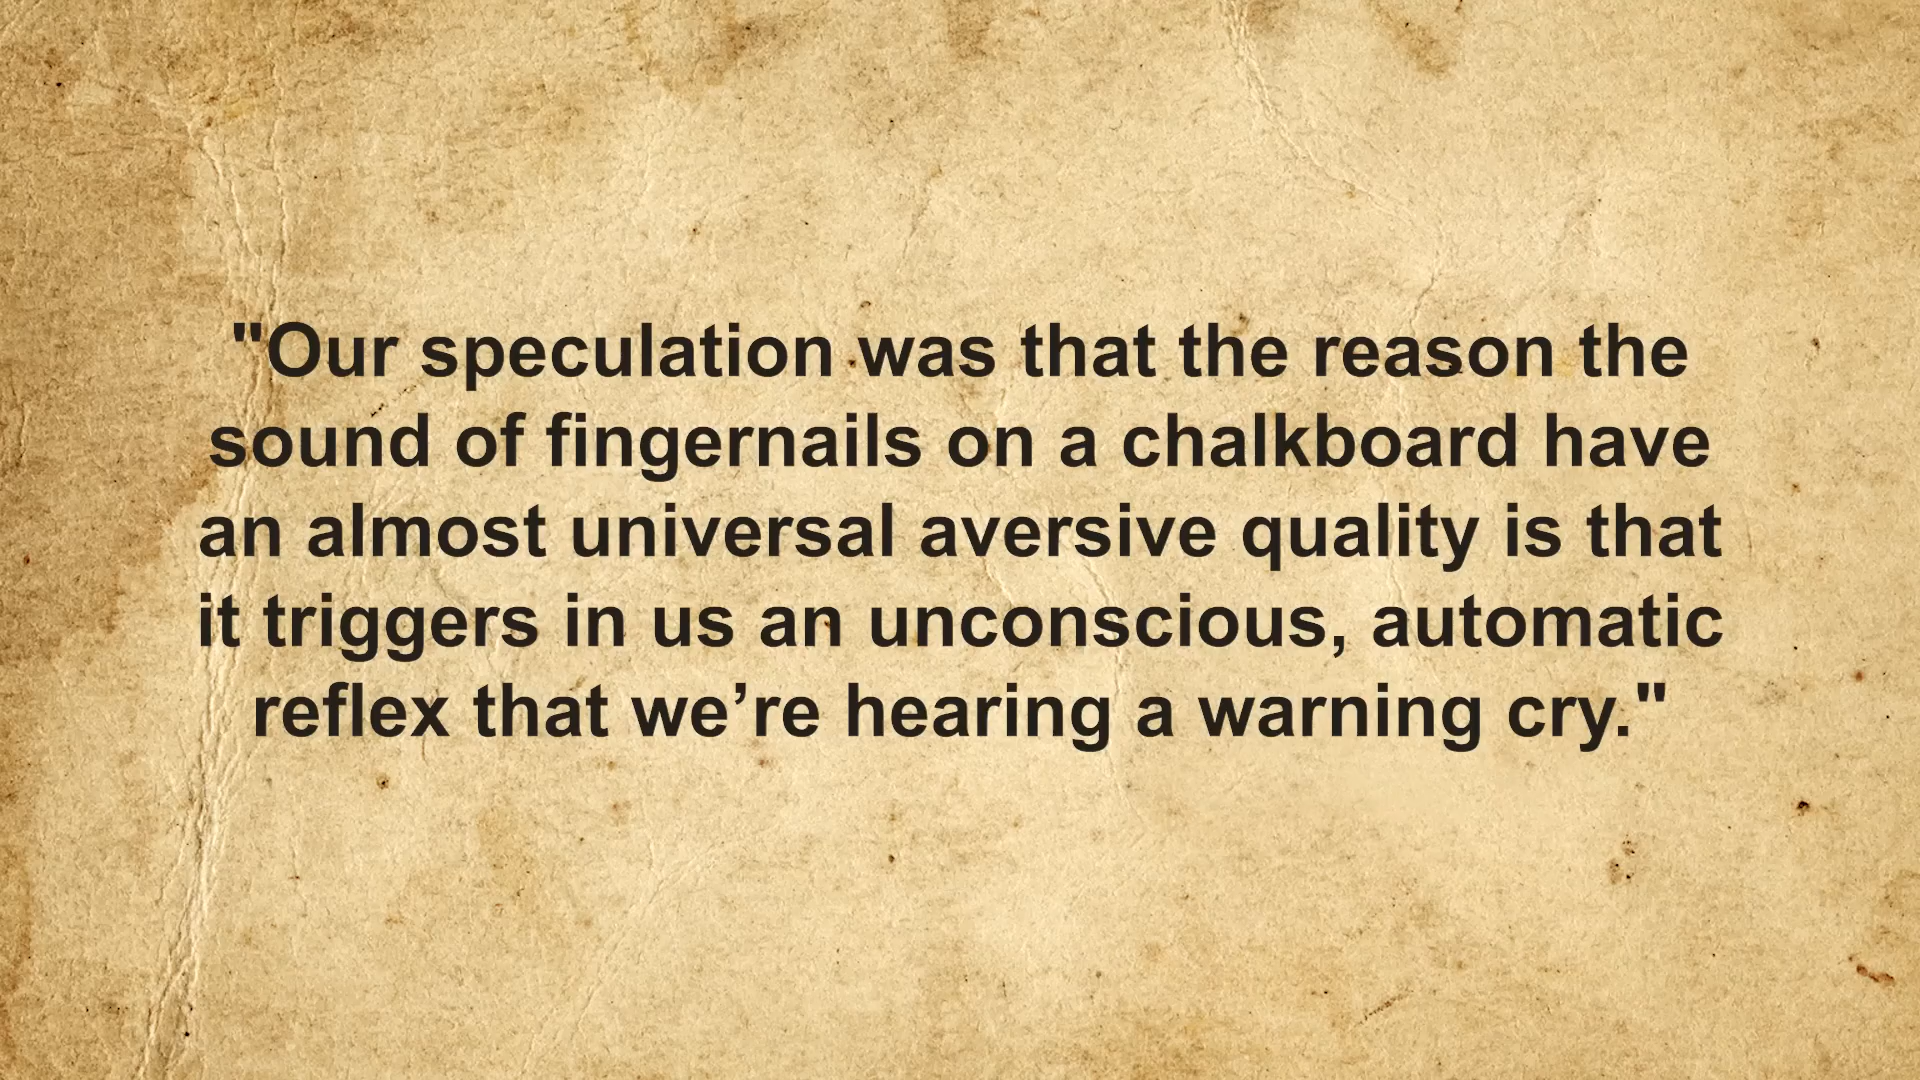 "Our speculation was that the reason the
sound of fingernails on a chalkboard have
an almost universal aversive quality is that
it triggers in us an unconscious, automatic
reflex that we’re hearing a warning cry."